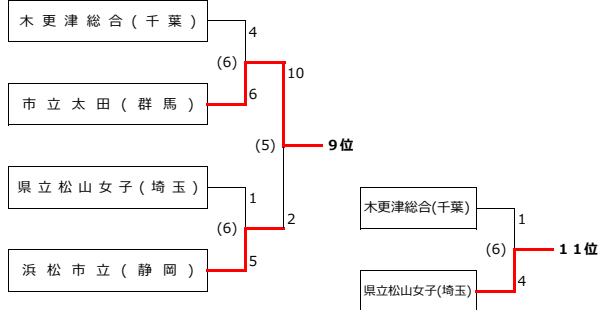 木更津総合(千葉)
4
(6)
10
市立太田(群馬)
6
(5)
9位
県立松山女子(埼玉)
1
(6)
2
浜松市立(静岡)
5
木更津総合(千葉)
1
(6)
11位
県立松山女子(埼玉)
4